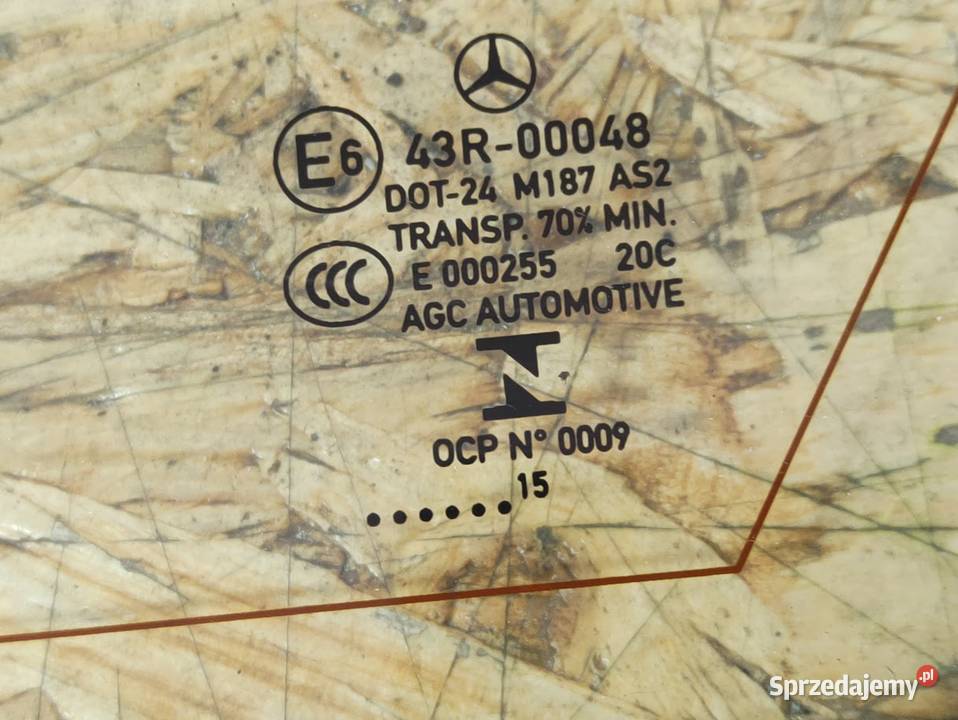 E6 43R-00048
DOT-24 M187 AS2
TRANSP. 70% MIN.
CCC E 000255 20C
AGC AUTOMOTIVE
OCP N° 0009
...... 15
Sprzedajemy.pl